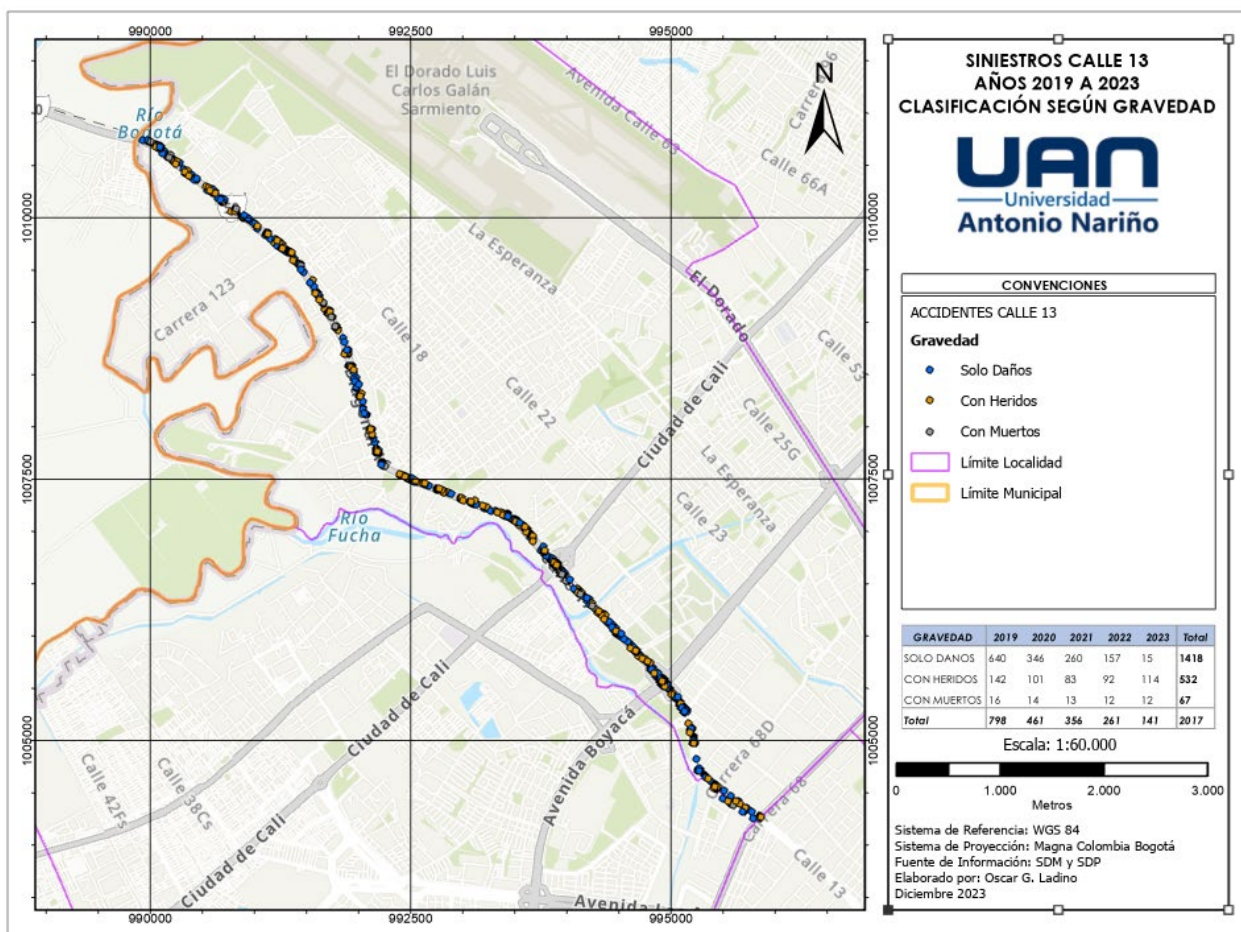 990000 992500 995000
El Dorado Luis
Carlos Galán
Sarmiento
Río
Bogotá
Avenida Calle 63
Calle 66A
N
1010000
1010000
La Esperanza
El Dorado
Carrera 123
Calle 18
Calle 53
Calle 22
Ciudad de Cali
Calle 25G
La Esperanza
1007500
1007500
Calle 23
Río
Fucha
Ciudad de Cali
Avenida Boyacá
1005000
1005000
Carrera 68D
Carrera 68
Calle 42Fs
Calle 38Cs
Ciudad de Cali
Calle 13
990000 992500 995000
SINIESTROS CALLE 13
AÑOS 2019 A 2023
CLASIFICACIÓN SEGÚN GRAVEDAD
UAN
Universidad
Antonio Nariño
CONVENCIONES
ACCIDENTES CALLE 13
Gravedad
Solo Daños
Con Heridos
Con Muertos
Límite Localidad
Límite Municipal
GRAVEDAD 2019 2020 2021 2022 2023 Total
SOLO DANOS 640 346 260 157 15 1418
CON HERIDOS 142 101 83 92 114 532
CON MUERTOS 16 14 13 12 12 67
Total 798 461 356 261 141 2017
Escala: 1:60.000
0 1.000 2.000 3.000
Metros
Sistema de Referencia: WGS 84
Sistema de Proyección: Magna Colombia Bogotá
Fuente de Información: SDM y SDP
Elaborado por: Oscar G. Ladino
Diciembre 2023